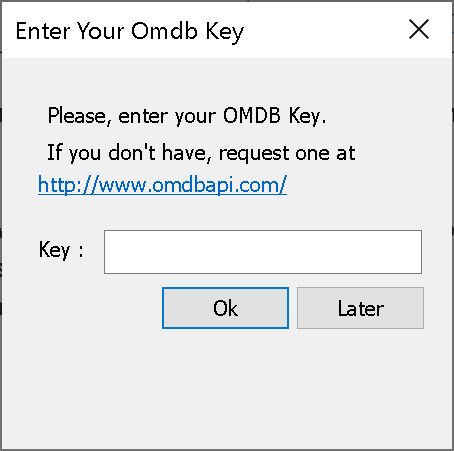 Enter Your Omdb Key
Please, enter your OMDB Key.
If you don't have, request one at
http://www.omdbapi.com/
Key :
Ok Later